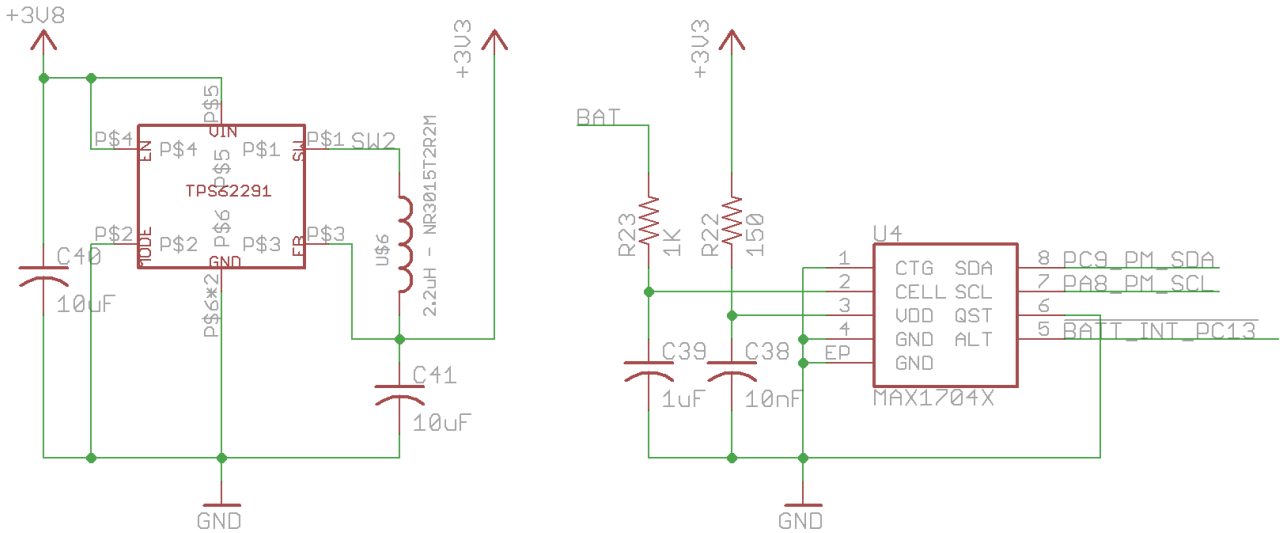 +3V8
P$5
VIN
P$4
EN
P$4
P$5
P$1
SW
P$1
SW2
TPS62291
P$2
MODE
P$2
P$6
P$3
FB
P$3
GND
P$6*2
C40
10uF
U$6
2.2uH - NR3015T2R2M
+3V3
C41
10uF
GND
+3V3
BAT
R23
1K
R22
150
C39
1uF
C38
10nF
U4
1 CTG SDA 8 PC9_PM_SDA
2 CELL SCL 7 PA8_PM_SCL
3 VDD QST 6
4 GND ALT 5 BATT_INT_PC13
EP GND
MAX1704X
GND